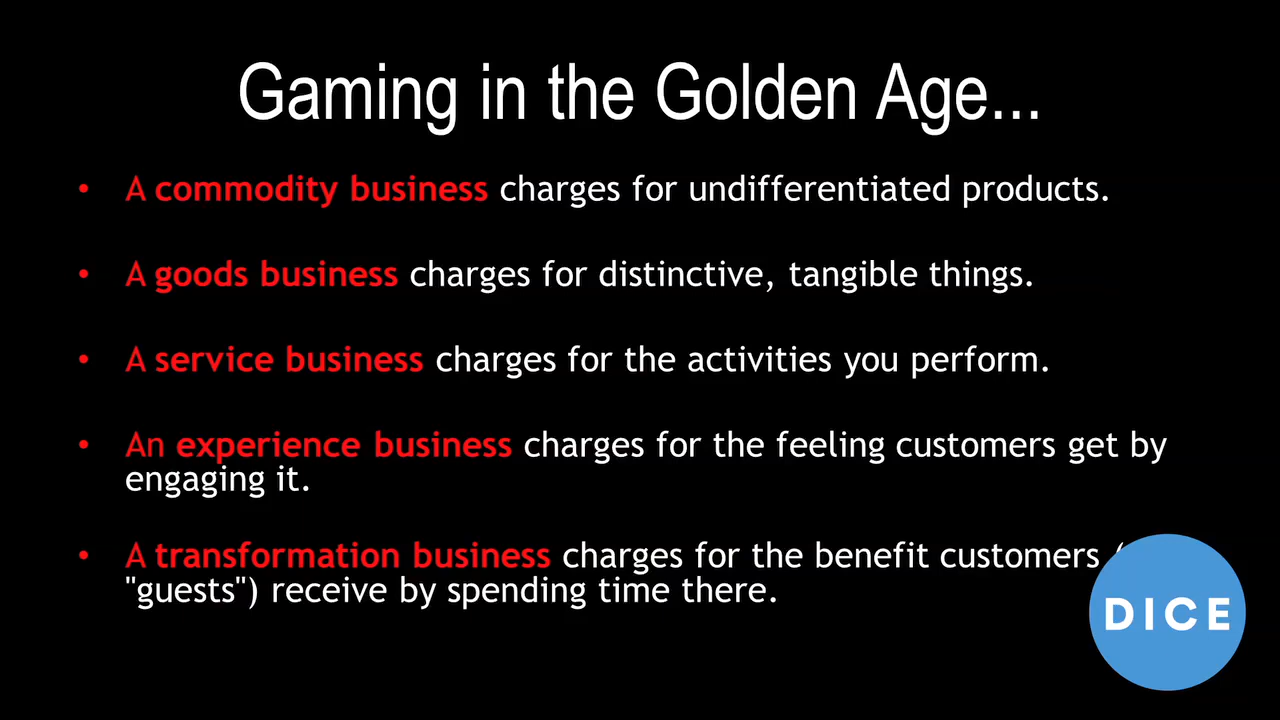 Gaming in the Golden Age...
• A commodity business charges for undifferentiated products.
• A goods business charges for distinctive, tangible things.
• A service business charges for the activities you perform.
• An experience business charges for the feeling customers get by
engaging it.
• A transformation business charges for the benefit customers (
"guests") receive by spending time there.
DICE